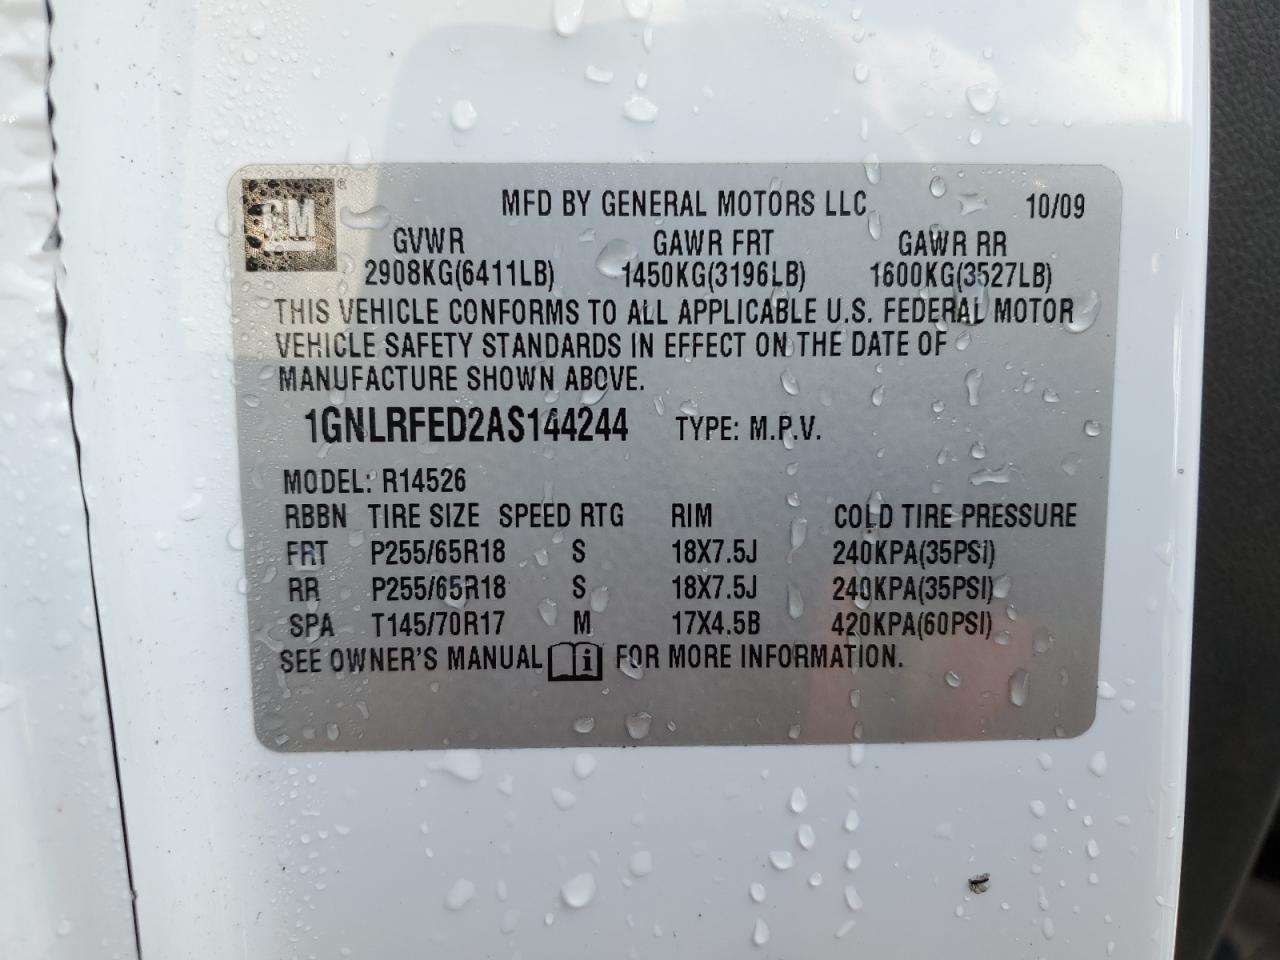 GM ®
MFD BY GENERAL MOTORS LLC 10/09
GVWR GAWR FRT GAWR RR
2908KG(6411LB) 1450KG(3196LB) 1600KG(3527LB)
THIS VEHICLE CONFORMS TO ALL APPLICABLE U.S. FEDERAL MOTOR
VEHICLE SAFETY STANDARDS IN EFFECT ON THE DATE OF
MANUFACTURE SHOWN ABOVE.
1GNLRFED2AS144244 TYPE: M.P.V.
MODEL: R14526
RBBN TIRE SIZE SPEED RTG RIM COLD TIRE PRESSURE
FRT P255/65R18 S 18X7.5J 240KPA(35PSI)
RR P255/65R18 S 18X7.5J 240KPA(35PSI)
SPA T145/70R17 M 17X4.5B 420KPA(60PSI)
SEE OWNER'S MANUAL i FOR MORE INFORMATION.